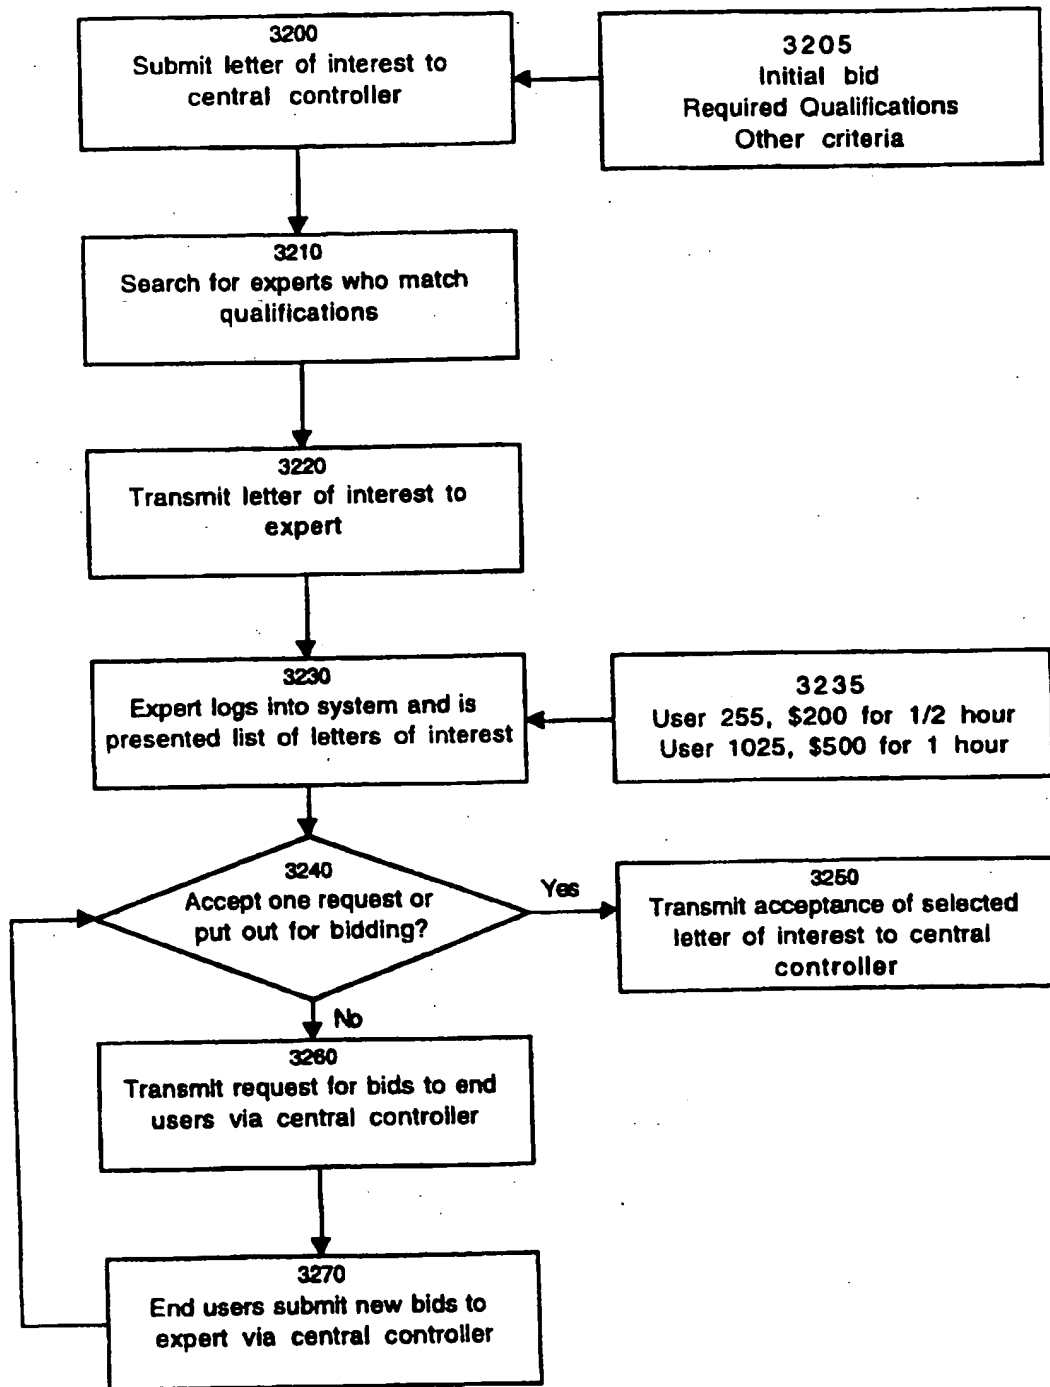 3200
Submit letter of interest to
central controller
3205
Initial bid
Required Qualifications
Other criteria
3210
Search for experts who match
qualifications
3220
Transmit letter of interest to
expert
3230
Expert logs into system and is
presented list of letters of interest
3235
User 255, $200 for 1/2 hour
User 1025, $500 for 1 hour
3240
Accept one request or
put out for bidding?
Yes
3250
Transmit acceptance of selected
letter of interest to central
controller
No
3260
Transmit request for bids to end
users via central controller
3270
End users submit new bids to
expert via central controller